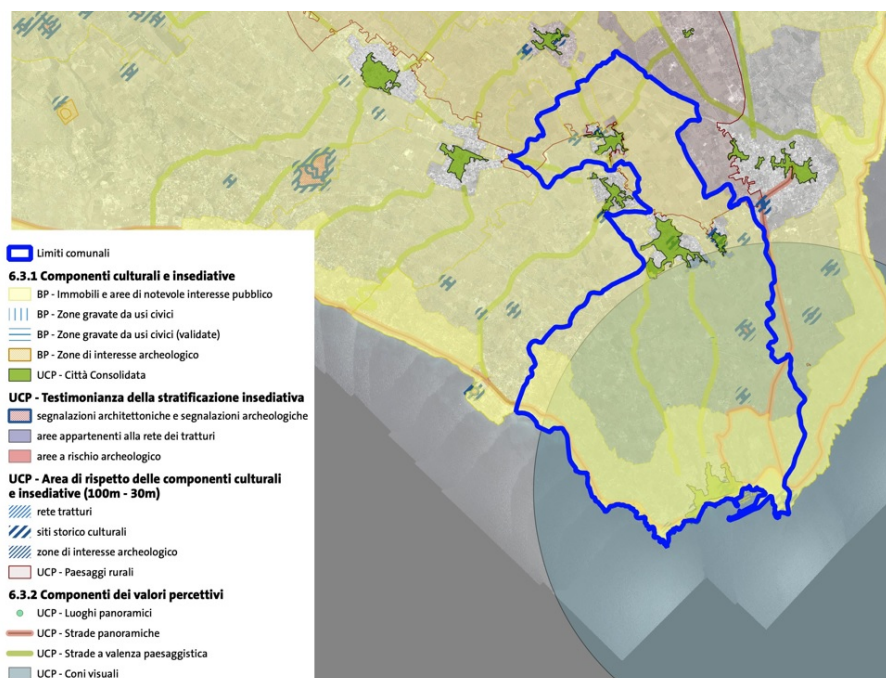 Limiti comunali
6.3.1 Componenti culturali e insediative
BP - Immobili e aree di notevole interesse pubblico
BP - Zone gravate da usi civici
BP - Zone gravate da usi civici (validate)
BP - Zone di interesse archeologico
UCP - Città Consolidata
UCP - Testimonianza della stratificazione insediativa
segnalazioni architettoniche e segnalazioni archeologiche
aree appartenenti alla rete dei tratturi
aree a rischio archeologico
UCP - Area di rispetto delle componenti culturali
e insediative (100m - 30m)
rete tratturi
siti storico culturali
zone di interesse archeologico
UCP - Paesaggi rurali
6.3.2 Componenti dei valori percettivi
UCP - Luoghi panoramici
UCP - Strade panoramiche
UCP - Strade a valenza paesaggistica
UCP - Coni visuali